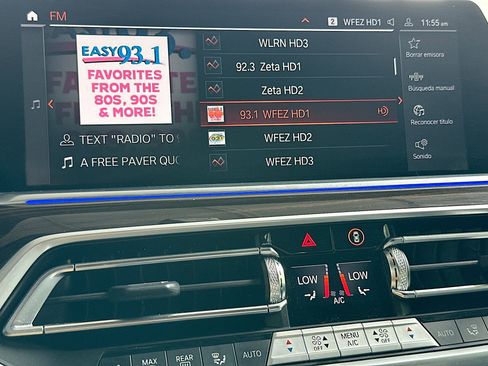 FM
2 WFEZ HD1 11:55 am
EASY 93.1
FAVORITES
FROM THE
80S, 90S
& MORE!
TEXT "RADIO" TO
A FREE PAVER QUO
WLRN HD3
92.3 Zeta HD1
Zeta HD2
93.1 WFEZ HD1
WFEZ HD2
WFEZ HD3
Borrar emisora
Búsqueda manual
Reconocer título
Sonido
LOW LOW
A/C
MAX
REAR
AUTO
OFF
MENU
A/C
OFF
AUTO